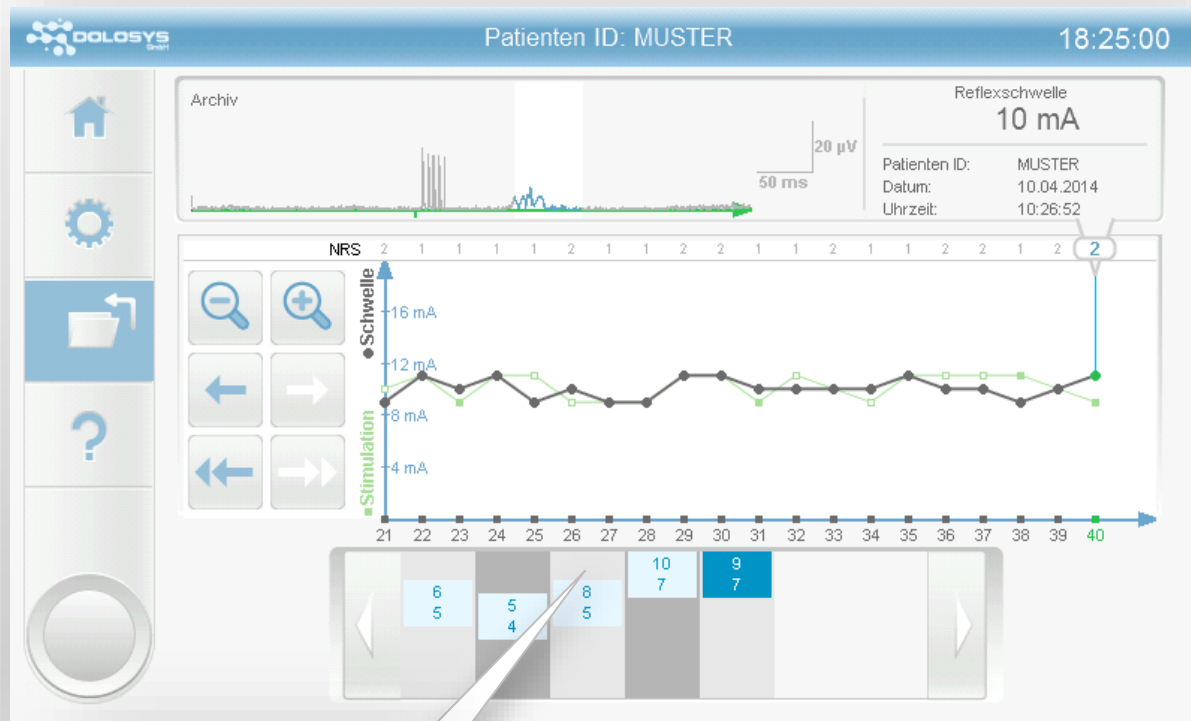 DOLOSYS
GmbH
Patienten ID: MUSTER
18:25:00
Archiv
20 µV
50 ms
Reflexschwelle
10 mA
Patienten ID: MUSTER
Datum: 10.04.2014
Uhrzeit: 10:26:52
NRS 2 1 1 1 1 2 1 1 2 2 1 1 1 1 1 2 2 1 2 2
Schwelle
Stimulation
16 mA
12 mA
8 mA
4 mA
21 22 23 24 25 26 27 28 29 30 31 32 33 34 35 36 37 38 39 40
?
6
5
5
4
8
5
10
7
9
7